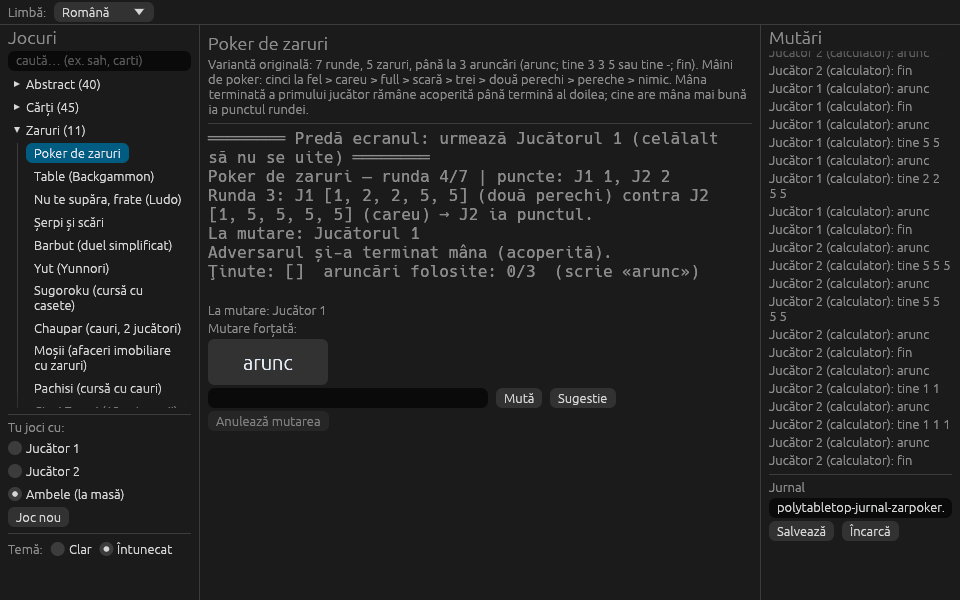 Limbă: Română
Jocuri
caută… (ex. sah, carti)
Abstract (40)
Cărți (45)
Zaruri (11)
Poker de zaruri
Table (Backgammon)
Nu te supăra, frate (Ludo)
Șerpi și scări
Barbut (duel simplificat)
Yut (Yunnori)
Sugoroku (cursă cu
casete)
Chaupar (cauri, 2 jucători)
Moșii (afaceri imobiliare
cu zaruri)
Pachisi (cursă cu cauri)
Tu joci cu:
Jucător 1
Jucător 2
Ambele (la masă)
Joc nou
Temă: Clar Întunecat
Poker de zaruri
Variantă originală: 7 runde, 5 zaruri, până la 3 aruncări (arunc; tine 3 3 5 sau tine -; fin). Mâini
de poker: cinci la fel > careu > full > scară > trei > două perechi > pereche > nimic. Mâna
terminată a primului jucător rămâne acoperită până termină al doilea; cine are mâna mai bună
ia punctul rundei.
════════ Predă ecranul: urmează Jucătorul 1 (celălalt
să nu se uite) ════════
Poker de zaruri — runda 4/7 | puncte: J1 1, J2 2
Runda 3: J1 [1, 2, 2, 5, 5] (două perechi) contra J2
[1, 5, 5, 5, 5] (careu) → J2 ia punctul.
La mutare: Jucătorul 1
Adversarul și-a terminat mâna (acoperită).
Ținute: []  aruncări folosite: 0/3  (scrie «arunc»)
La mutare: Jucător 1
Mutare forțată:
arunc
Mută Sugestie
Anulează mutarea
Mutări
Jucător 2 (calculator): arunc
Jucător 2 (calculator): fin
Jucător 1 (calculator): arunc
Jucător 1 (calculator): fin
Jucător 1 (calculator): arunc
Jucător 1 (calculator): tine 5 5
Jucător 1 (calculator): arunc
Jucător 1 (calculator): tine 2 2
5 5
Jucător 1 (calculator): arunc
Jucător 1 (calculator): fin
Jucător 2 (calculator): arunc
Jucător 2 (calculator): tine 5 5 5
Jucător 2 (calculator): arunc
Jucător 2 (calculator): tine 5 5
5 5
Jucător 2 (calculator): arunc
Jucător 2 (calculator): fin
Jucător 2 (calculator): arunc
Jucător 2 (calculator): tine 1 1
Jucător 2 (calculator): arunc
Jucător 2 (calculator): tine 1 1 1
Jucător 2 (calculator): arunc
Jucător 2 (calculator): fin
Jurnal
polytabletop-jurnal-zarpoker.
Salvează Încarcă